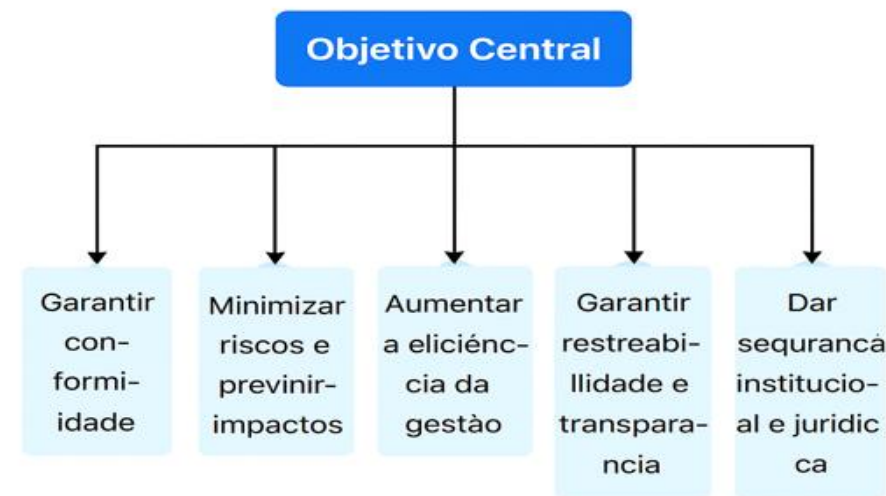 Objetivo Central
Garantir
con-
formi-
idade
Minimizar
riscos e
previnir-
impactos
Aumentar
a eliciénc-
cia da
gestào
Garantir
restreabi-
llidade e
transpara-
ncia
Dar
sequrancá
institucio-
al e juridic
ca